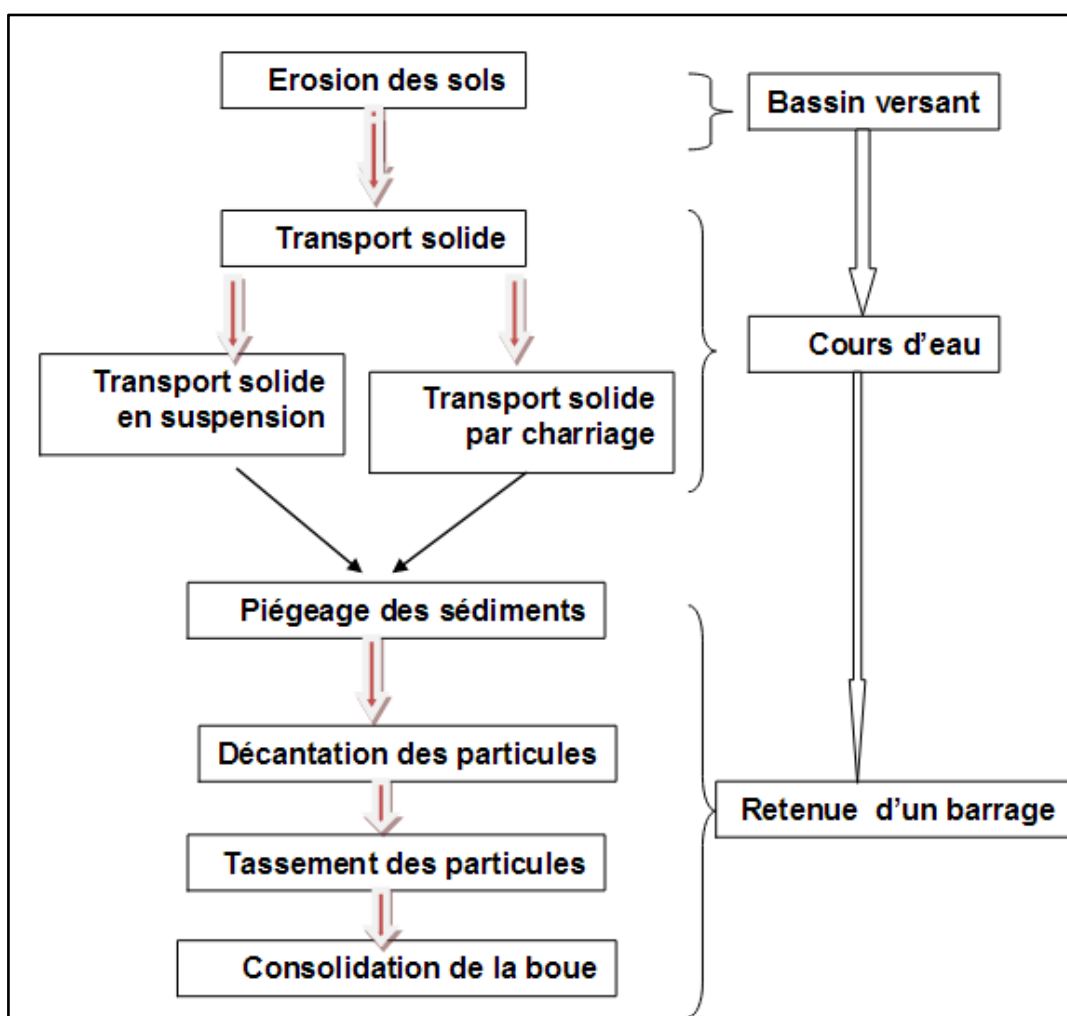 Erosion des sols
Bassin versant
Transport solide
Cours d'eau
Transport solide
en suspension
Transport solide
par charriage
Piégeage des sédiments
Décantation des particules
Retenue d'un barrage
Tassement des particules
Consolidation de la boue